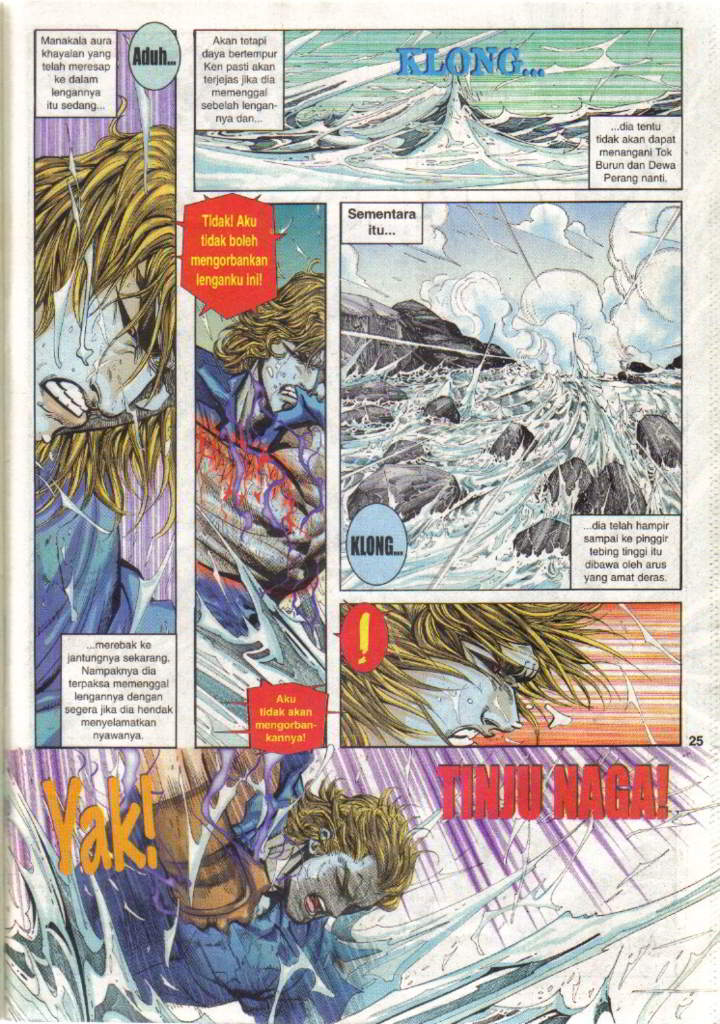 Manakala aura
khayalan yang
telah meresap
ke dalam
lengannya
itu sedang...
Aduh...
...merebak ke
jantungnya sekarang.
Nampaknya dia
terpaksa memenggal
lengannya dengan
segera jika dia hendak
menyelamatkan
nyawanya.
Akan tetapi
daya bertempur
Ken pasti akan
terjejas jika dia
memenggal
sebelah lengan-
nya dan...
KLONG...
...dia tentu
tidak akan dapat
menangani Tok
Burun dan Dewa
Perang nanti.
Tidak! Aku
tidak boleh
mengorbankan
lenganku ini!
Aku
tidak akan
mengorban-
kannya!
Sementara
itu...
KLONG...
...dia telah hampir
sampai ke pinggir
tebing tinggi itu
dibawa oleh arus
yang amat deras.
!
25
Yak!
TINJU NAGA!